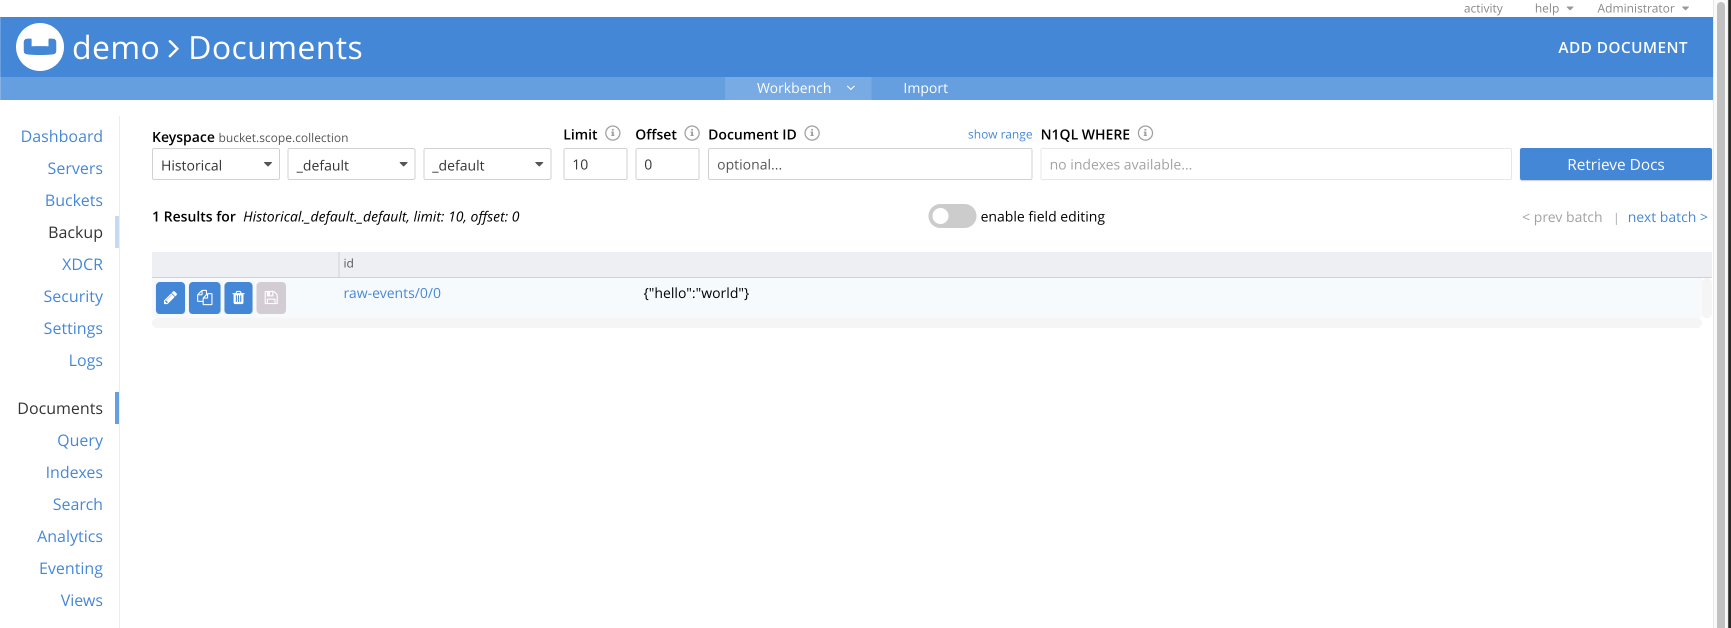 activity help Administrator
demo > Documents ADD DOCUMENT
Workbench Import
Dashboard
Servers
Buckets
Backup
XDCR
Security
Settings
Logs
Documents
Query
Indexes
Search
Analytics
Eventing
Views
Keyspace bucket.scope.collection Limit Offset Document ID show range N1QL WHERE
Historical _default _default 10 0 optional... no indexes available... Retrieve Docs
1 Results for Historical._default._default, limit: 10, offset: 0 enable field editing < prev batch | next batch >
id
raw-events/0/0 {"hello":"world"}